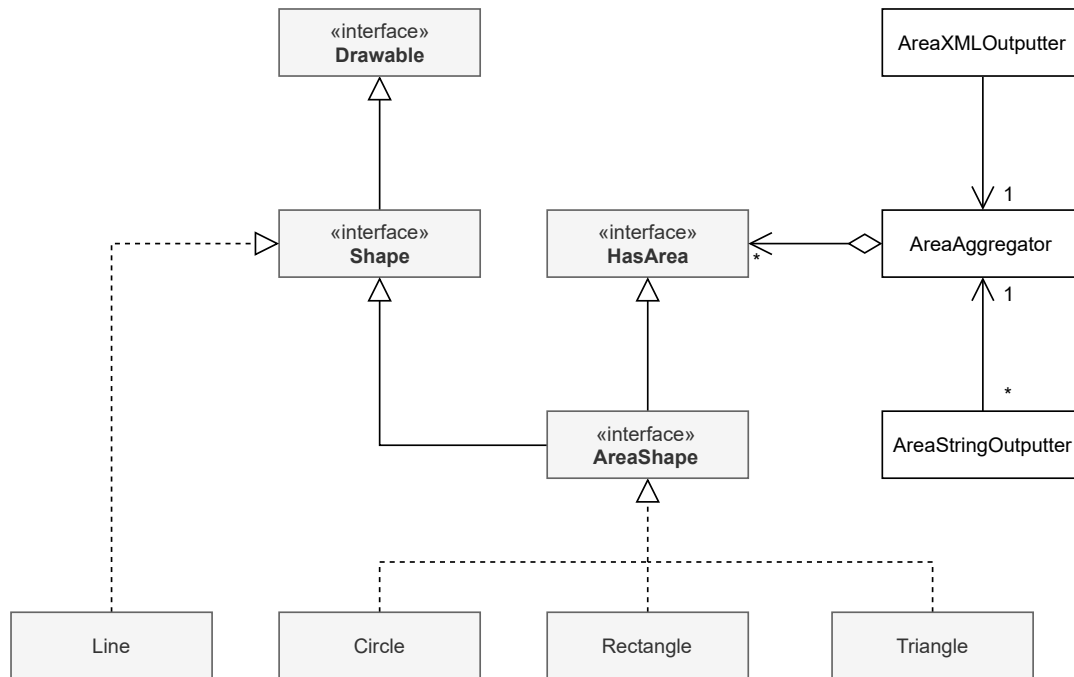 «interface»
Drawable
AreaXMLOutputter
«interface»
Shape
«interface»
HasArea
*
1
AreaAggregator
1
«interface»
AreaShape
*
AreaStringOutputter
Line
Circle
Rectangle
Triangle